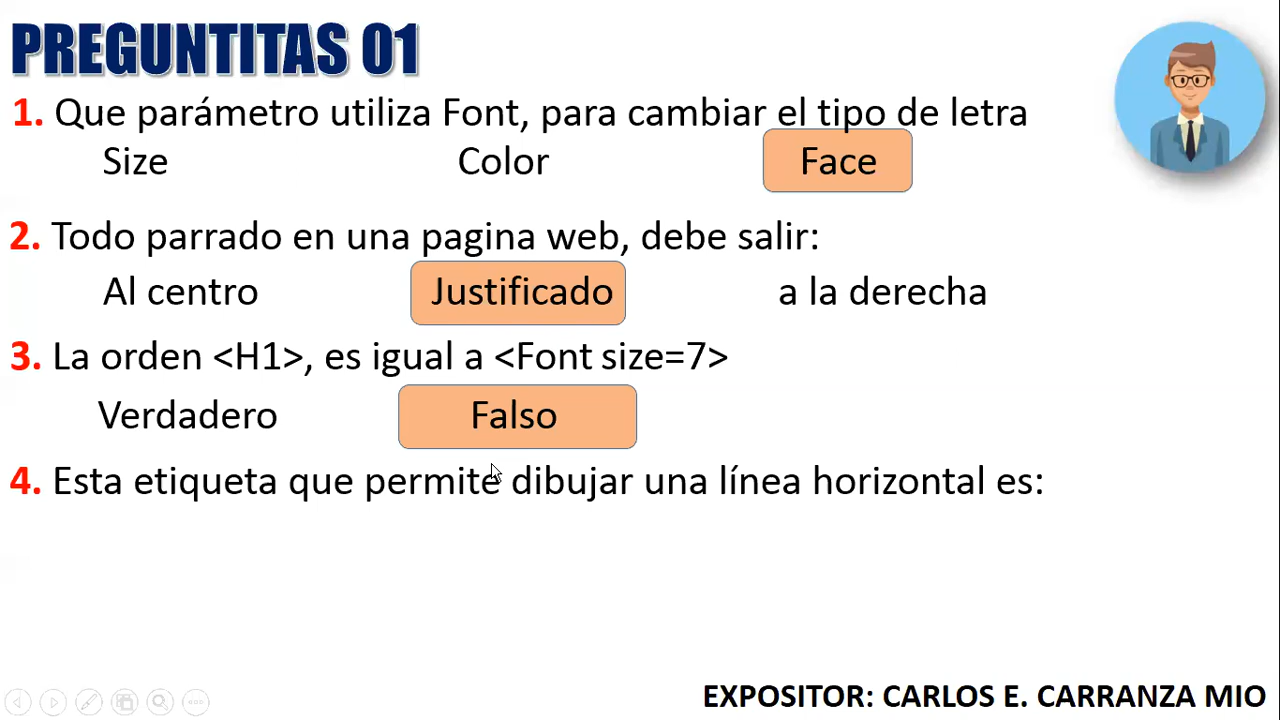 PREGUNTITAS 01
1. Que parámetro utiliza Font, para cambiar el tipo de letra
Size Color Face
2. Todo parrado en una pagina web, debe salir:
Al centro Justificado a la derecha
3. La orden <H1>, es igual a <Font size=7>
Verdadero Falso
4. Esta etiqueta que permite dibujar una línea horizontal es:
EXPOSITOR: CARLOS E. CARRANZA MIO